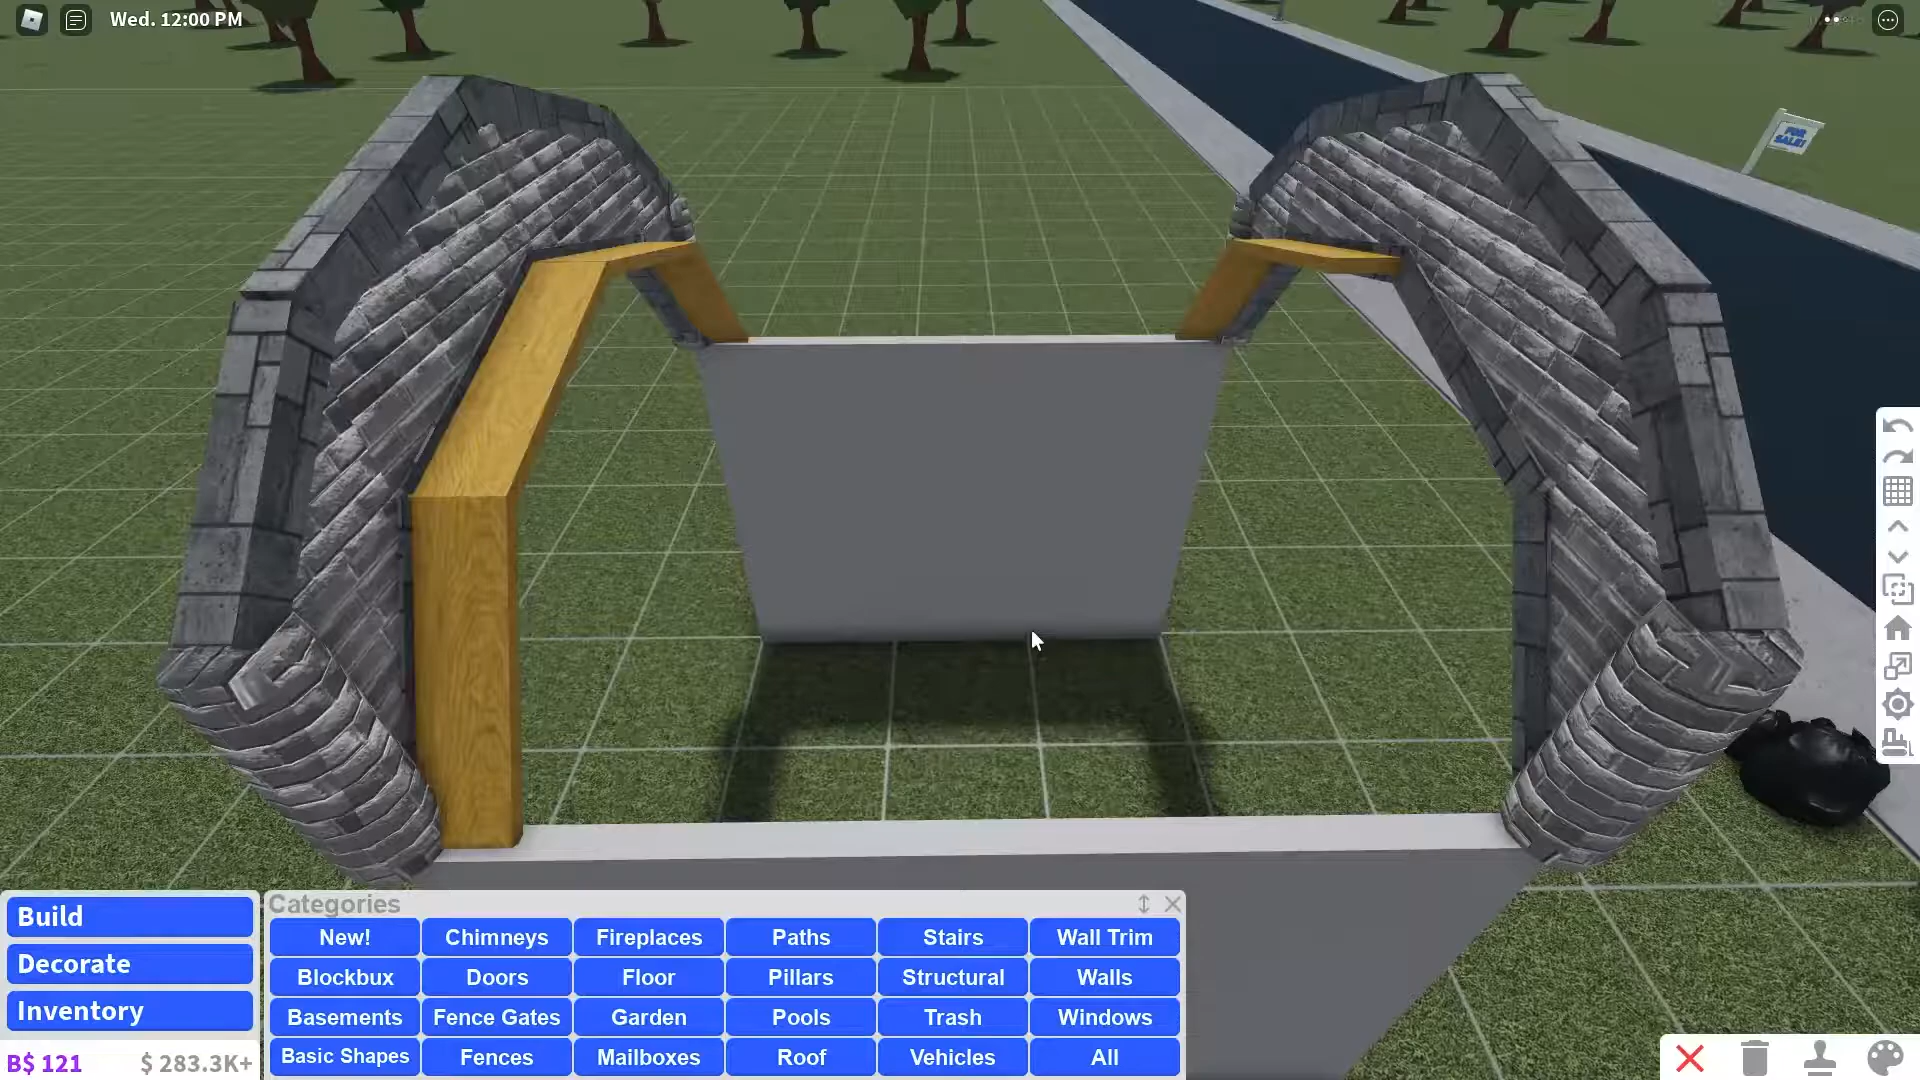 Wed. 12:00 PM
FOR
SALE!
Build
Decorate
Inventory
B$ 121
$ 283.3K+
Categories
New! Chimneys Fireplaces Paths Stairs Wall Trim
Blockbux Doors Floor Pillars Structural Walls
Basements Fence Gates Garden Pools Trash Windows
Basic Shapes Fences Mailboxes Roof Vehicles All